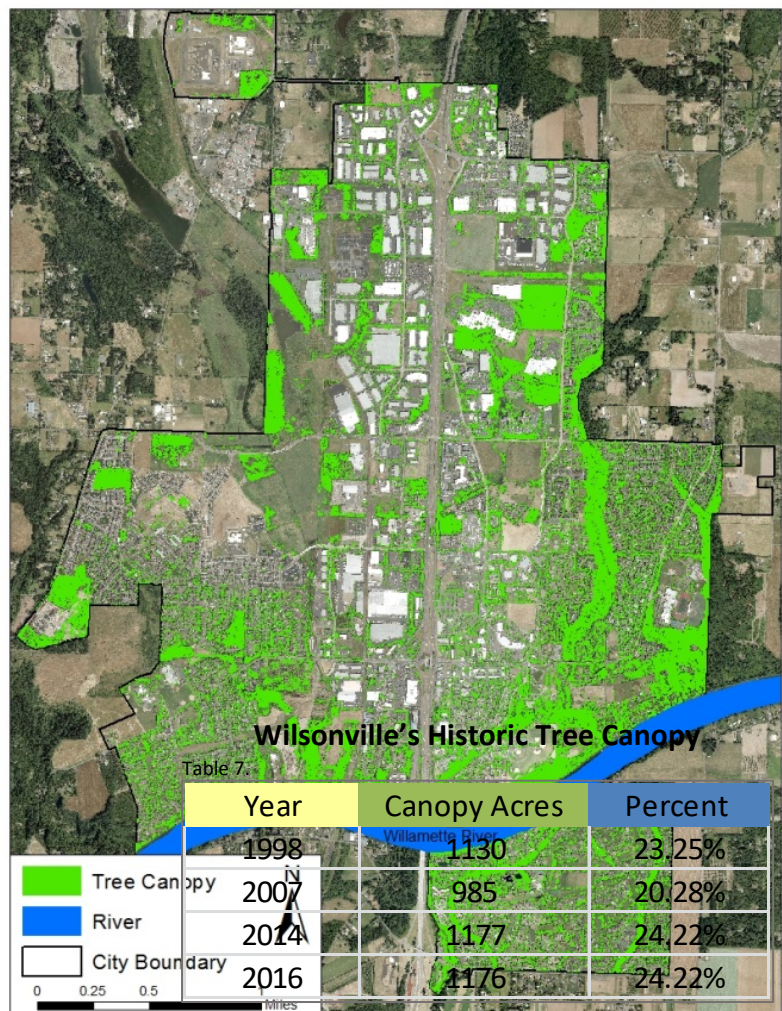 Wilsonville’s Historic Tree Canopy
Table 7.
Year Canopy Acres Percent
Willamette River
1998 1130 23.25%
2007 985 20.28%
2014 1177 24.22%
2016 1176 24.22%
N
Tree Canopy
River
City Boundary
0 0.25 0.5
Miles